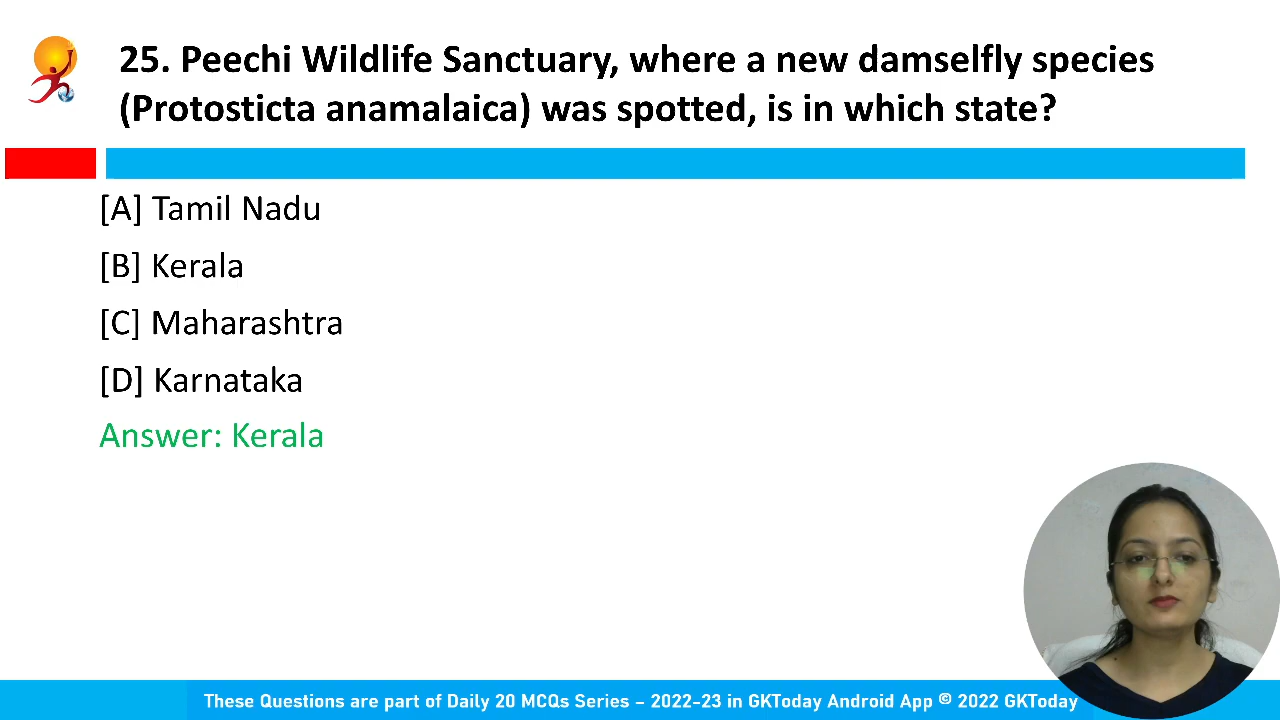 25. Peechi Wildlife Sanctuary, where a new damselfly species
(Protosticta anamalaica) was spotted, is in which state?
[A] Tamil Nadu
[B] Kerala
[C] Maharashtra
[D] Karnataka
Answer: Kerala
These Questions are part of Daily 20 MCQs Series – 2022-23 in GKToday Android App © 2022 GKToday